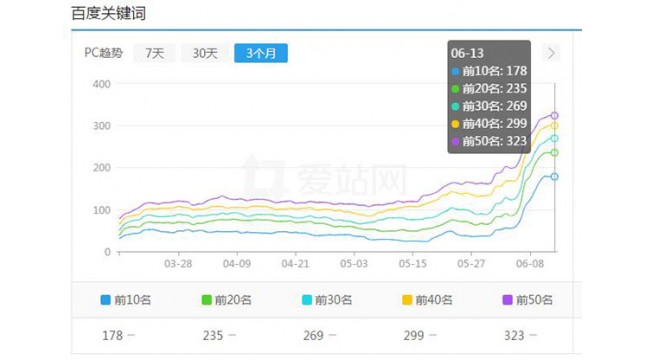 百度关键词
PC趋势 7天 30天 3个月
06-13
前10名: 178
前20名: 235
前30名: 269
前40名: 299
前50名: 323
400
300
200
100
0
爱站网
03-28 04-09 04-21 05-03 05-15 05-27 06-08
前10名 前20名 前30名 前40名 前50名
178 — 235 — 269 — 299 — 323 —